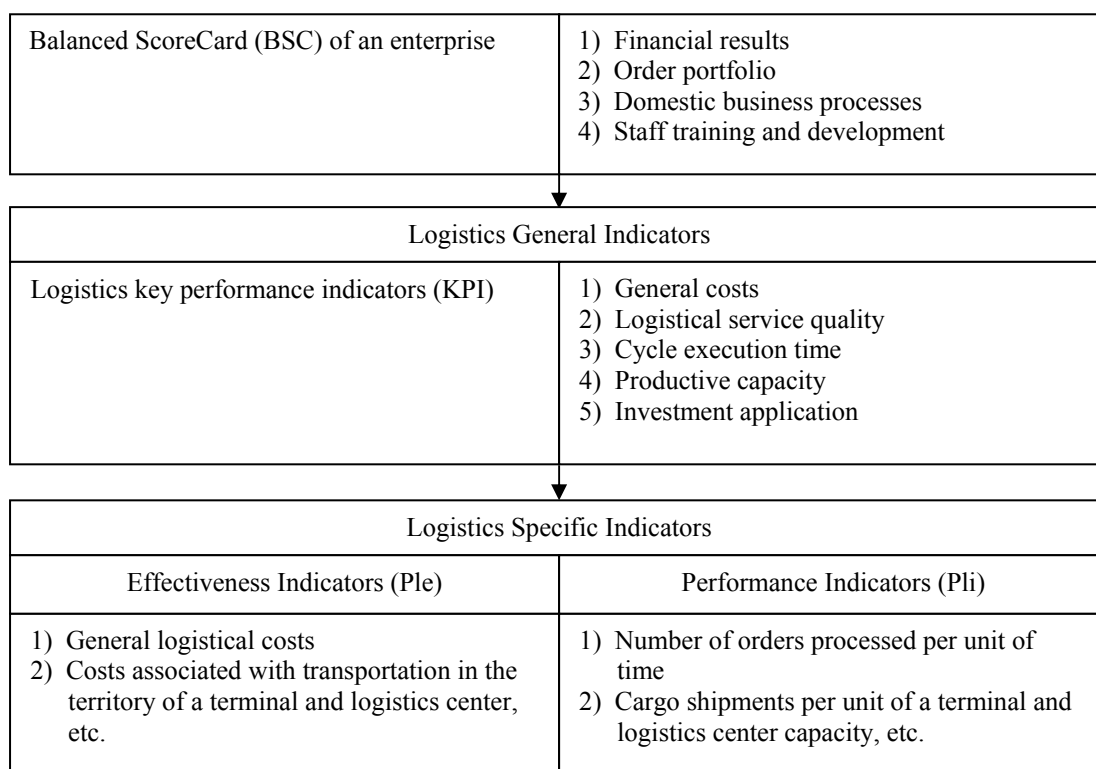 Balanced ScoreCard (BSC) of an enterprise
1) Financial results
2) Order portfolio
3) Domestic business processes
4) Staff training and development
Logistics General Indicators
Logistics key performance indicators (KPI)
1) General costs
2) Logistical service quality
3) Cycle execution time
4) Productive capacity
5) Investment application
Logistics Specific Indicators
Effectiveness Indicators (Ple)
Performance Indicators (Pli)
1) General logistical costs
2) Costs associated with transportation in the
territory of a terminal and logistics center,
etc.
1) Number of orders processed per unit of
time
2) Cargo shipments per unit of a terminal and
logistics center capacity, etc.